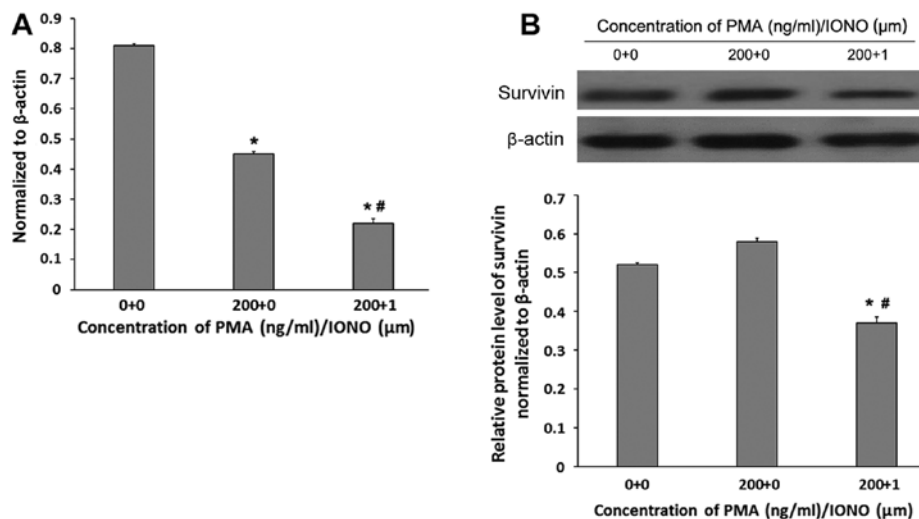 A
0.9
0.8
0.7
0.6
0.5
0.4
0.3
0.2
0.1
0
Normalized to β-actin
*
* #
0+0 200+0 200+1
Concentration of PMA (ng/ml)/IONO (µm)
B
Concentration of PMA (ng/ml)/IONO (µm)
0+0 200+0 200+1
Survivin
β-actin
0.7
0.6
0.5
0.4
0.3
0.2
0.1
0
Relative protein level of survivin
normalized to β-actin
* #
0+0 200+0 200+1
Concentration of PMA (ng/ml)/IONO (µm)